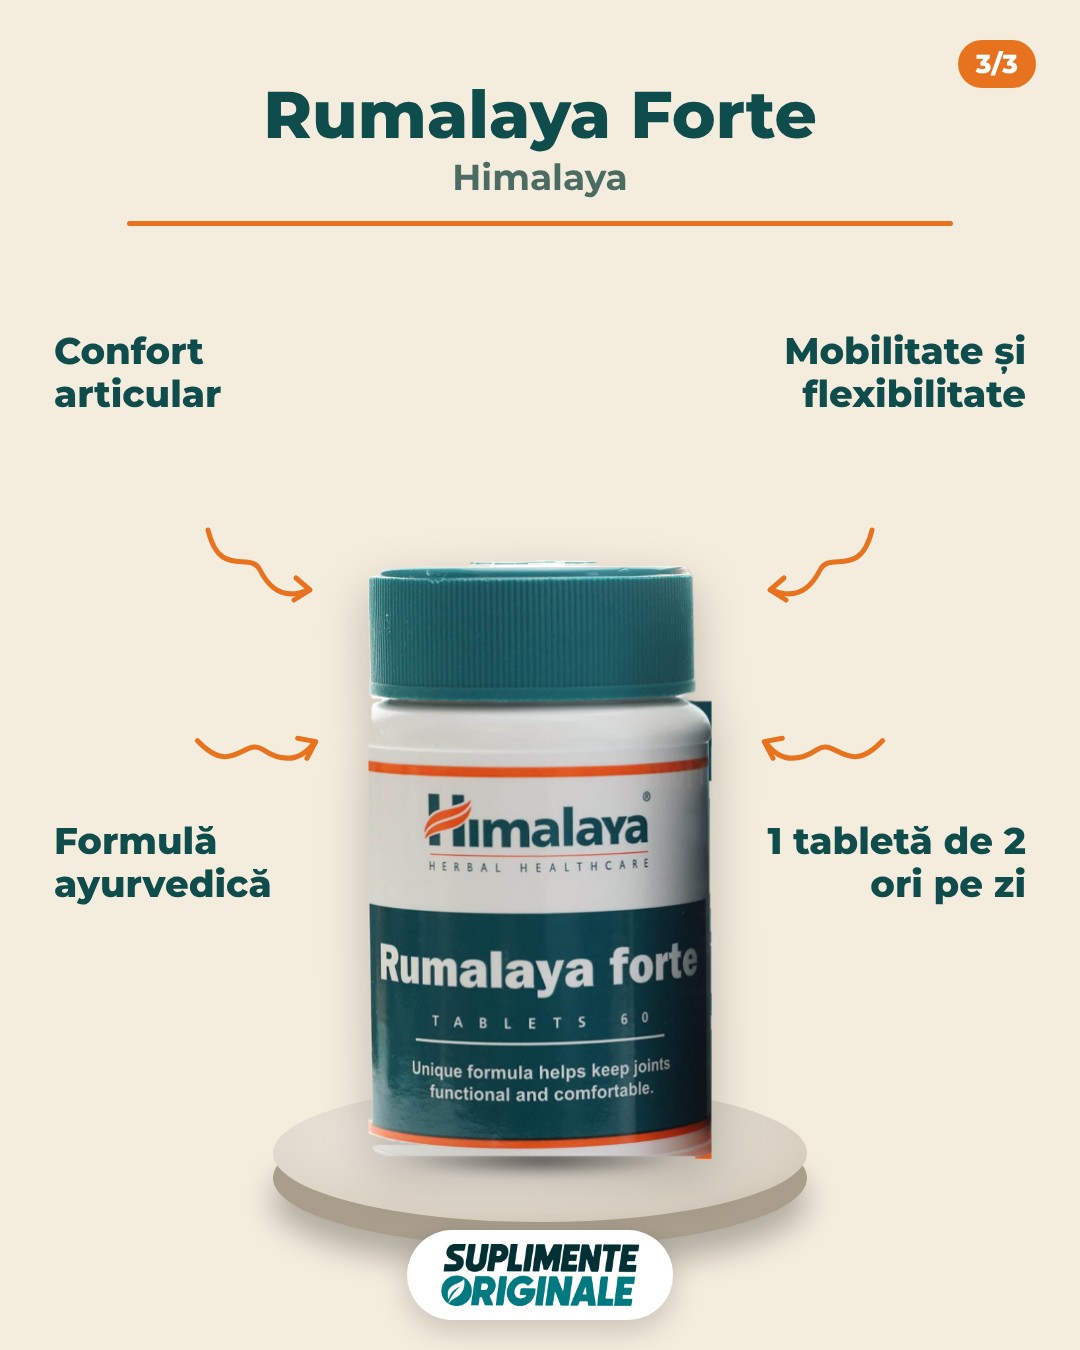 3/3
Rumalaya Forte
Himalaya
Confort
articular
Mobilitate și
flexibilitate
Formulă
ayurvedică
1 tabletă de 2
ori pe zi
Himalaya®
HERBAL HEALTHCARE
Rumalaya forte
TABLETS 60
Unique formula helps keep joints
functional and comfortable.
SUPLIMENTE
ORIGINALE